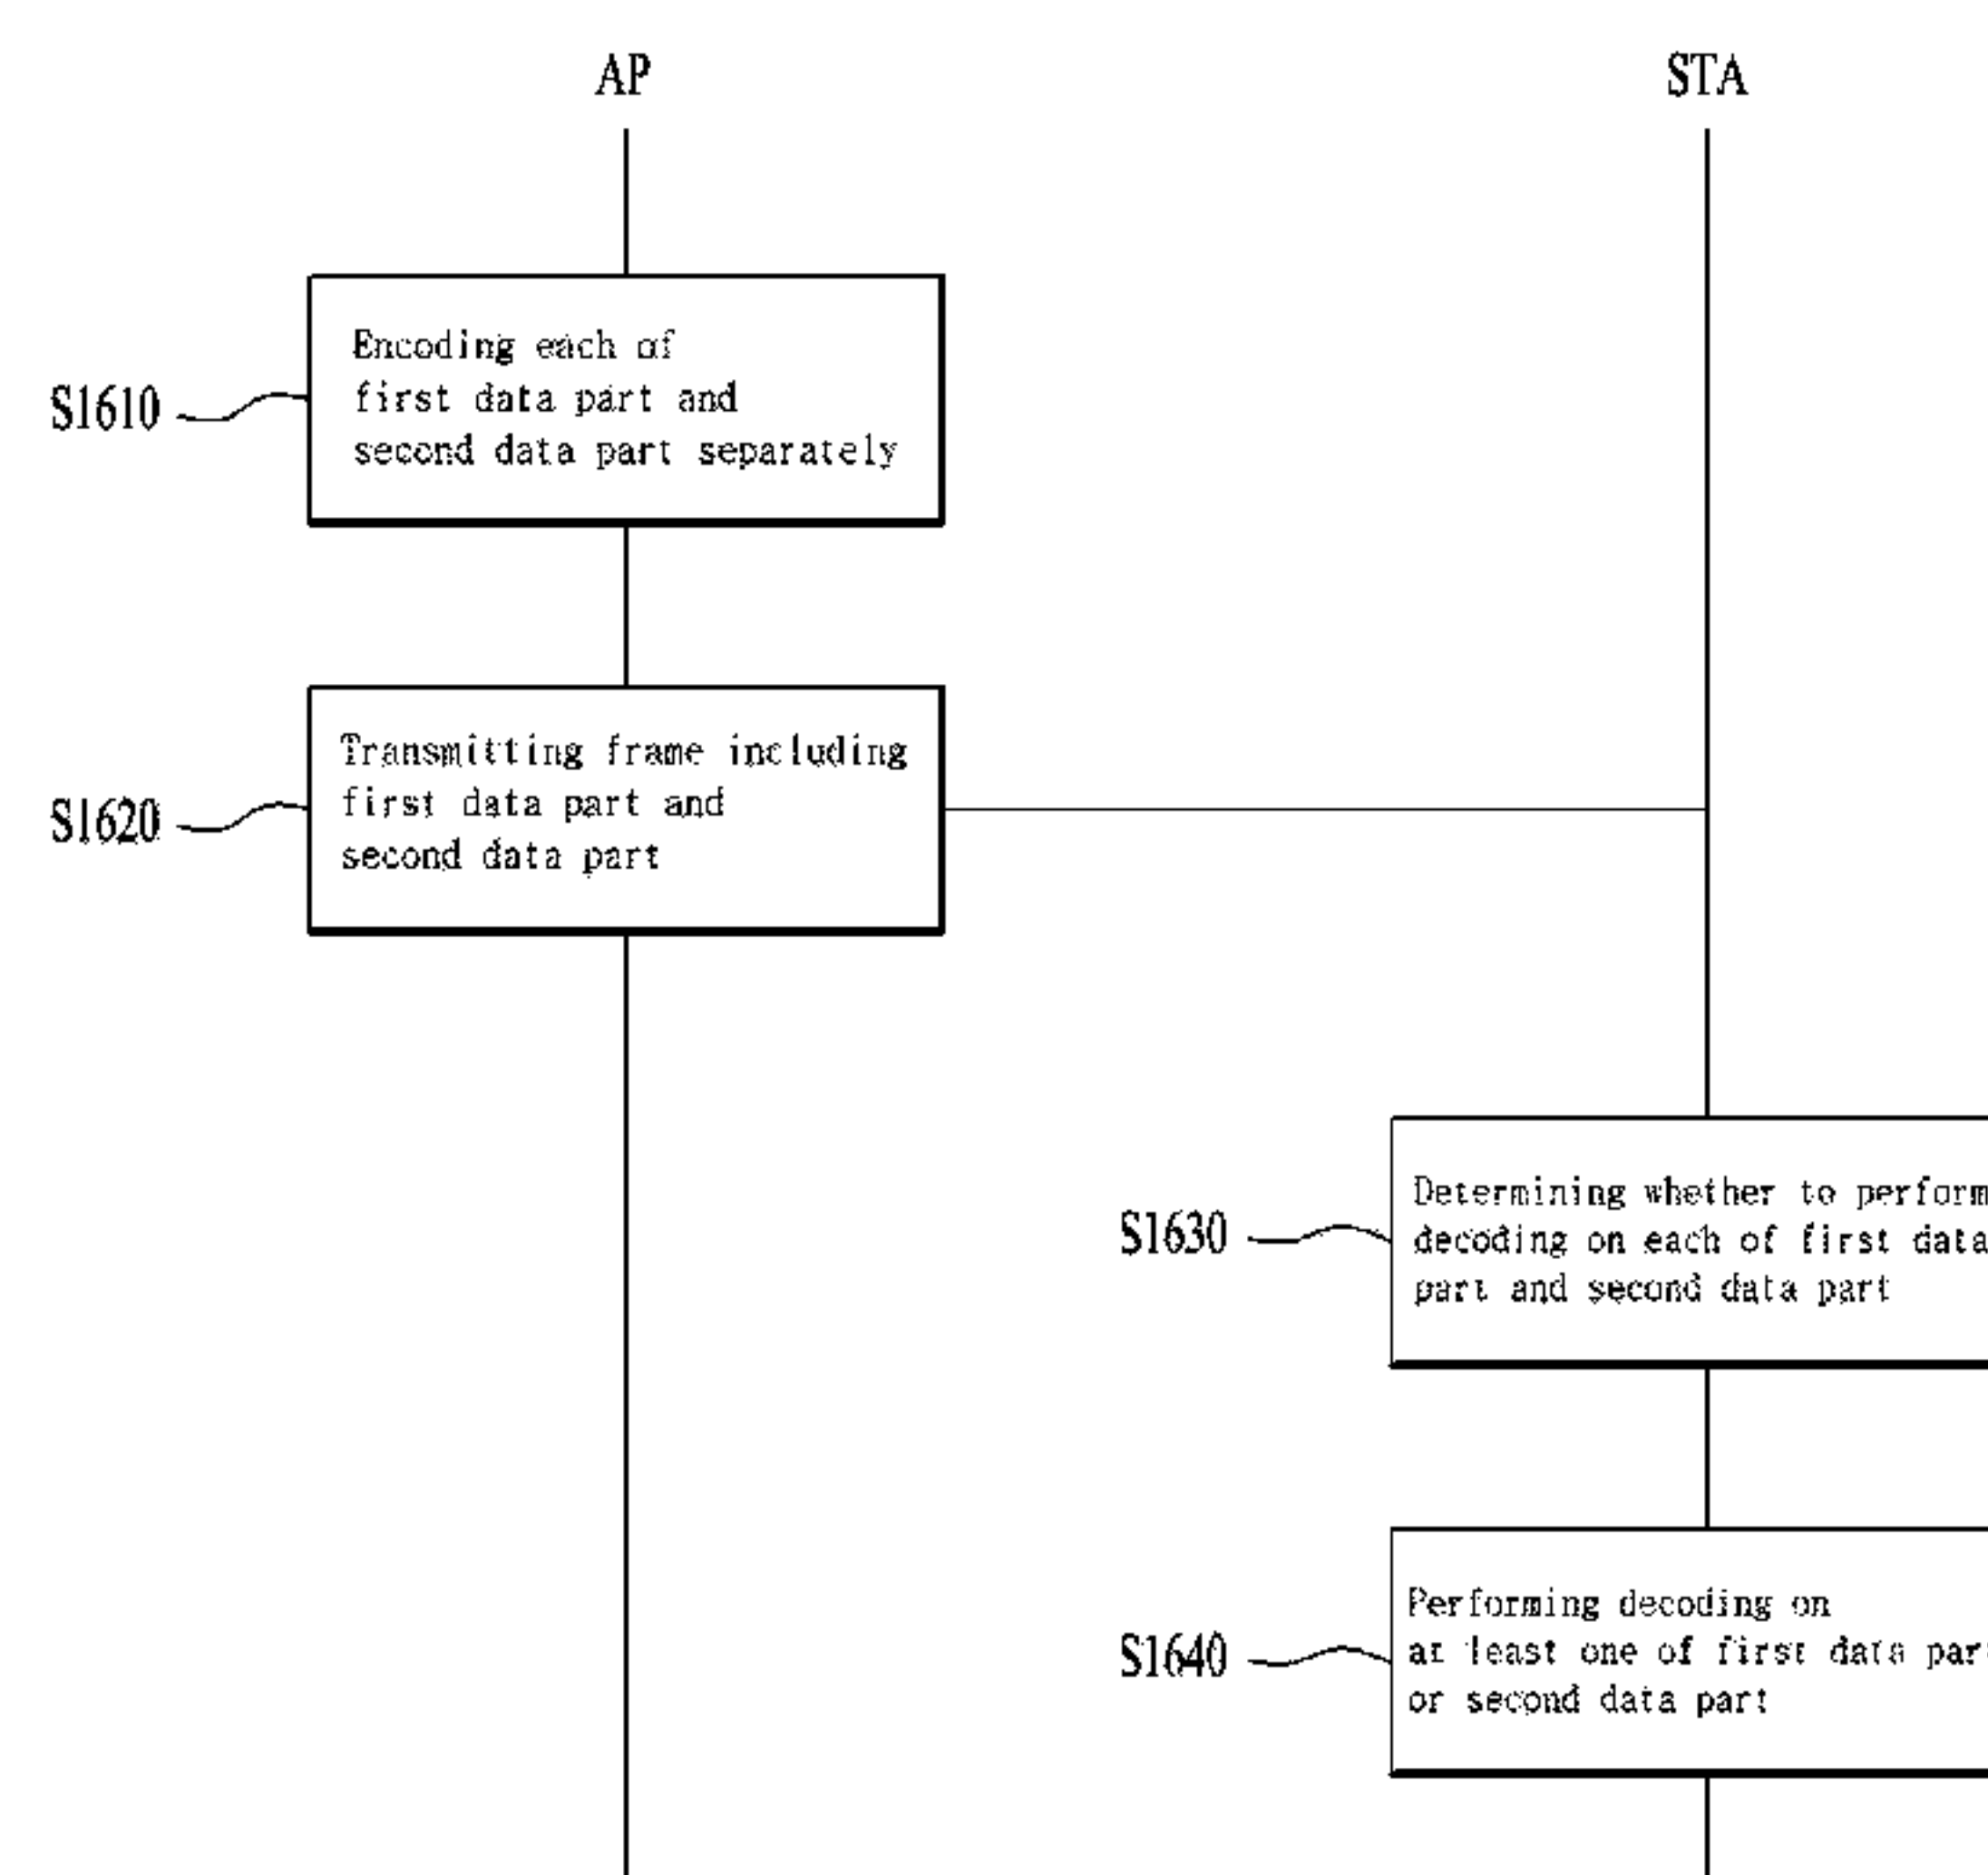 AP
STA
Encoding each of
first data part and
second data part separately
S1610
Transmitting frame including
first data part and
second data part
S1620
Determining whether to perform
decoding on each of first data
part and second data part
S1630
Performing decoding on
at least one of first data part
or second data part
S1640